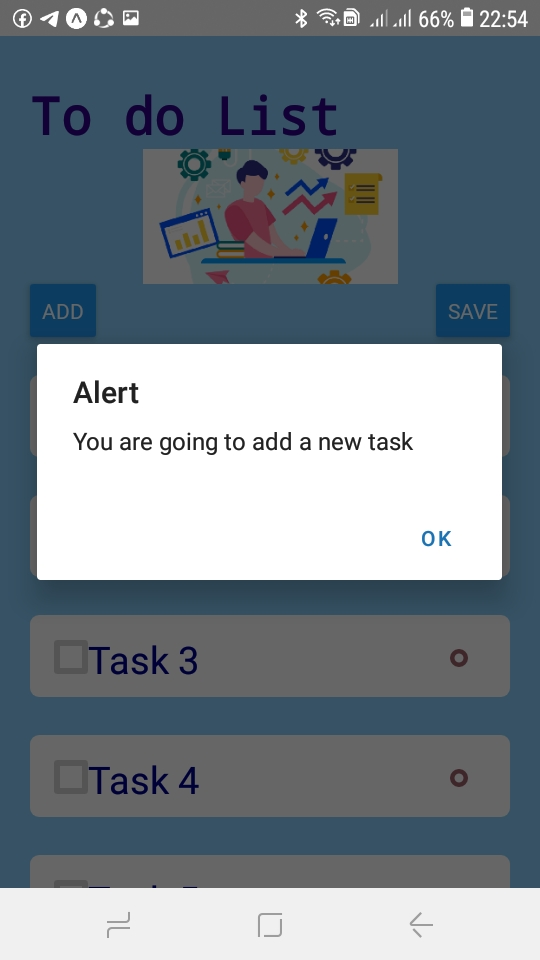 66% 22:54
To do List
ADD
SAVE
Alert
You are going to add a new task
OK
Task 3
Task 4